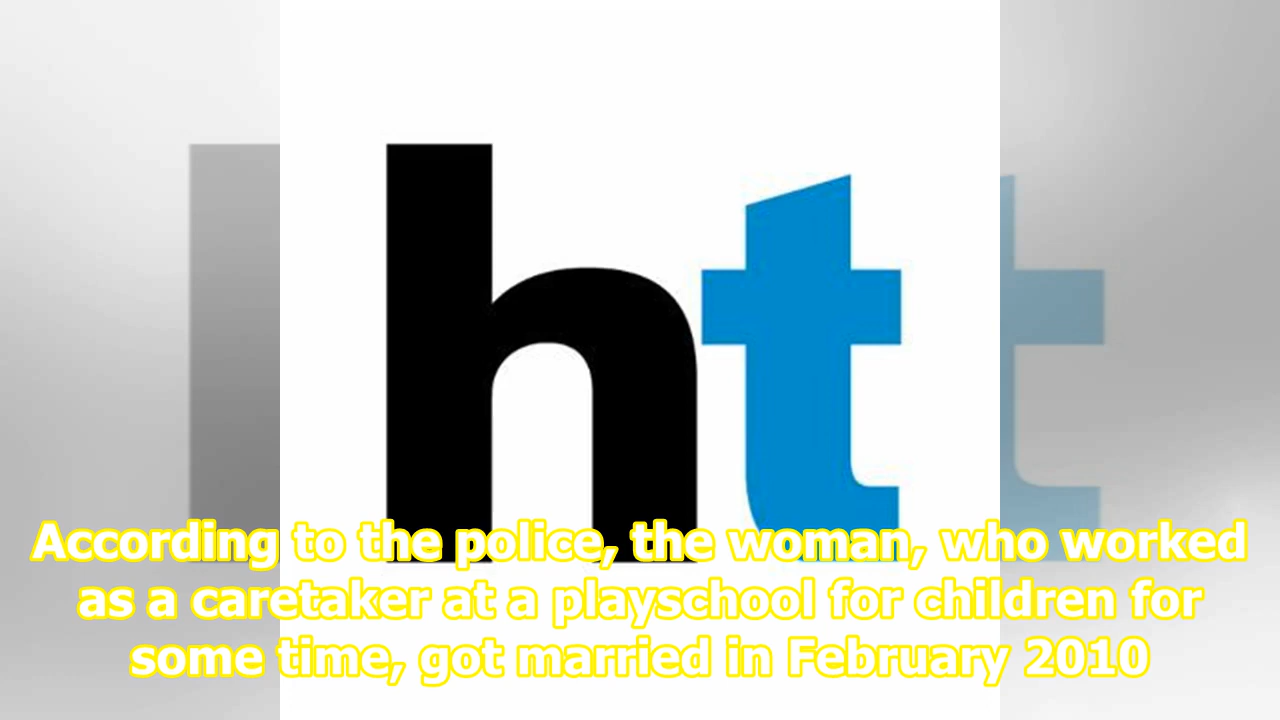 ht
According to the police, the woman, who worked
as a caretaker at a playschool for children for
some time, got married in February 2010